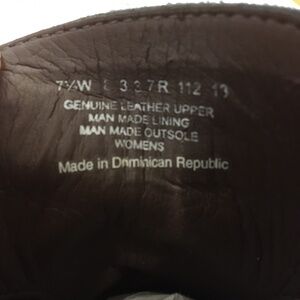 7½W 3 3 7R 112 13
GENUINE LEATHER UPPER
MAN MADE LINING
MAN MADE OUTSOLE
WOMENS
Made in Dominican Republic